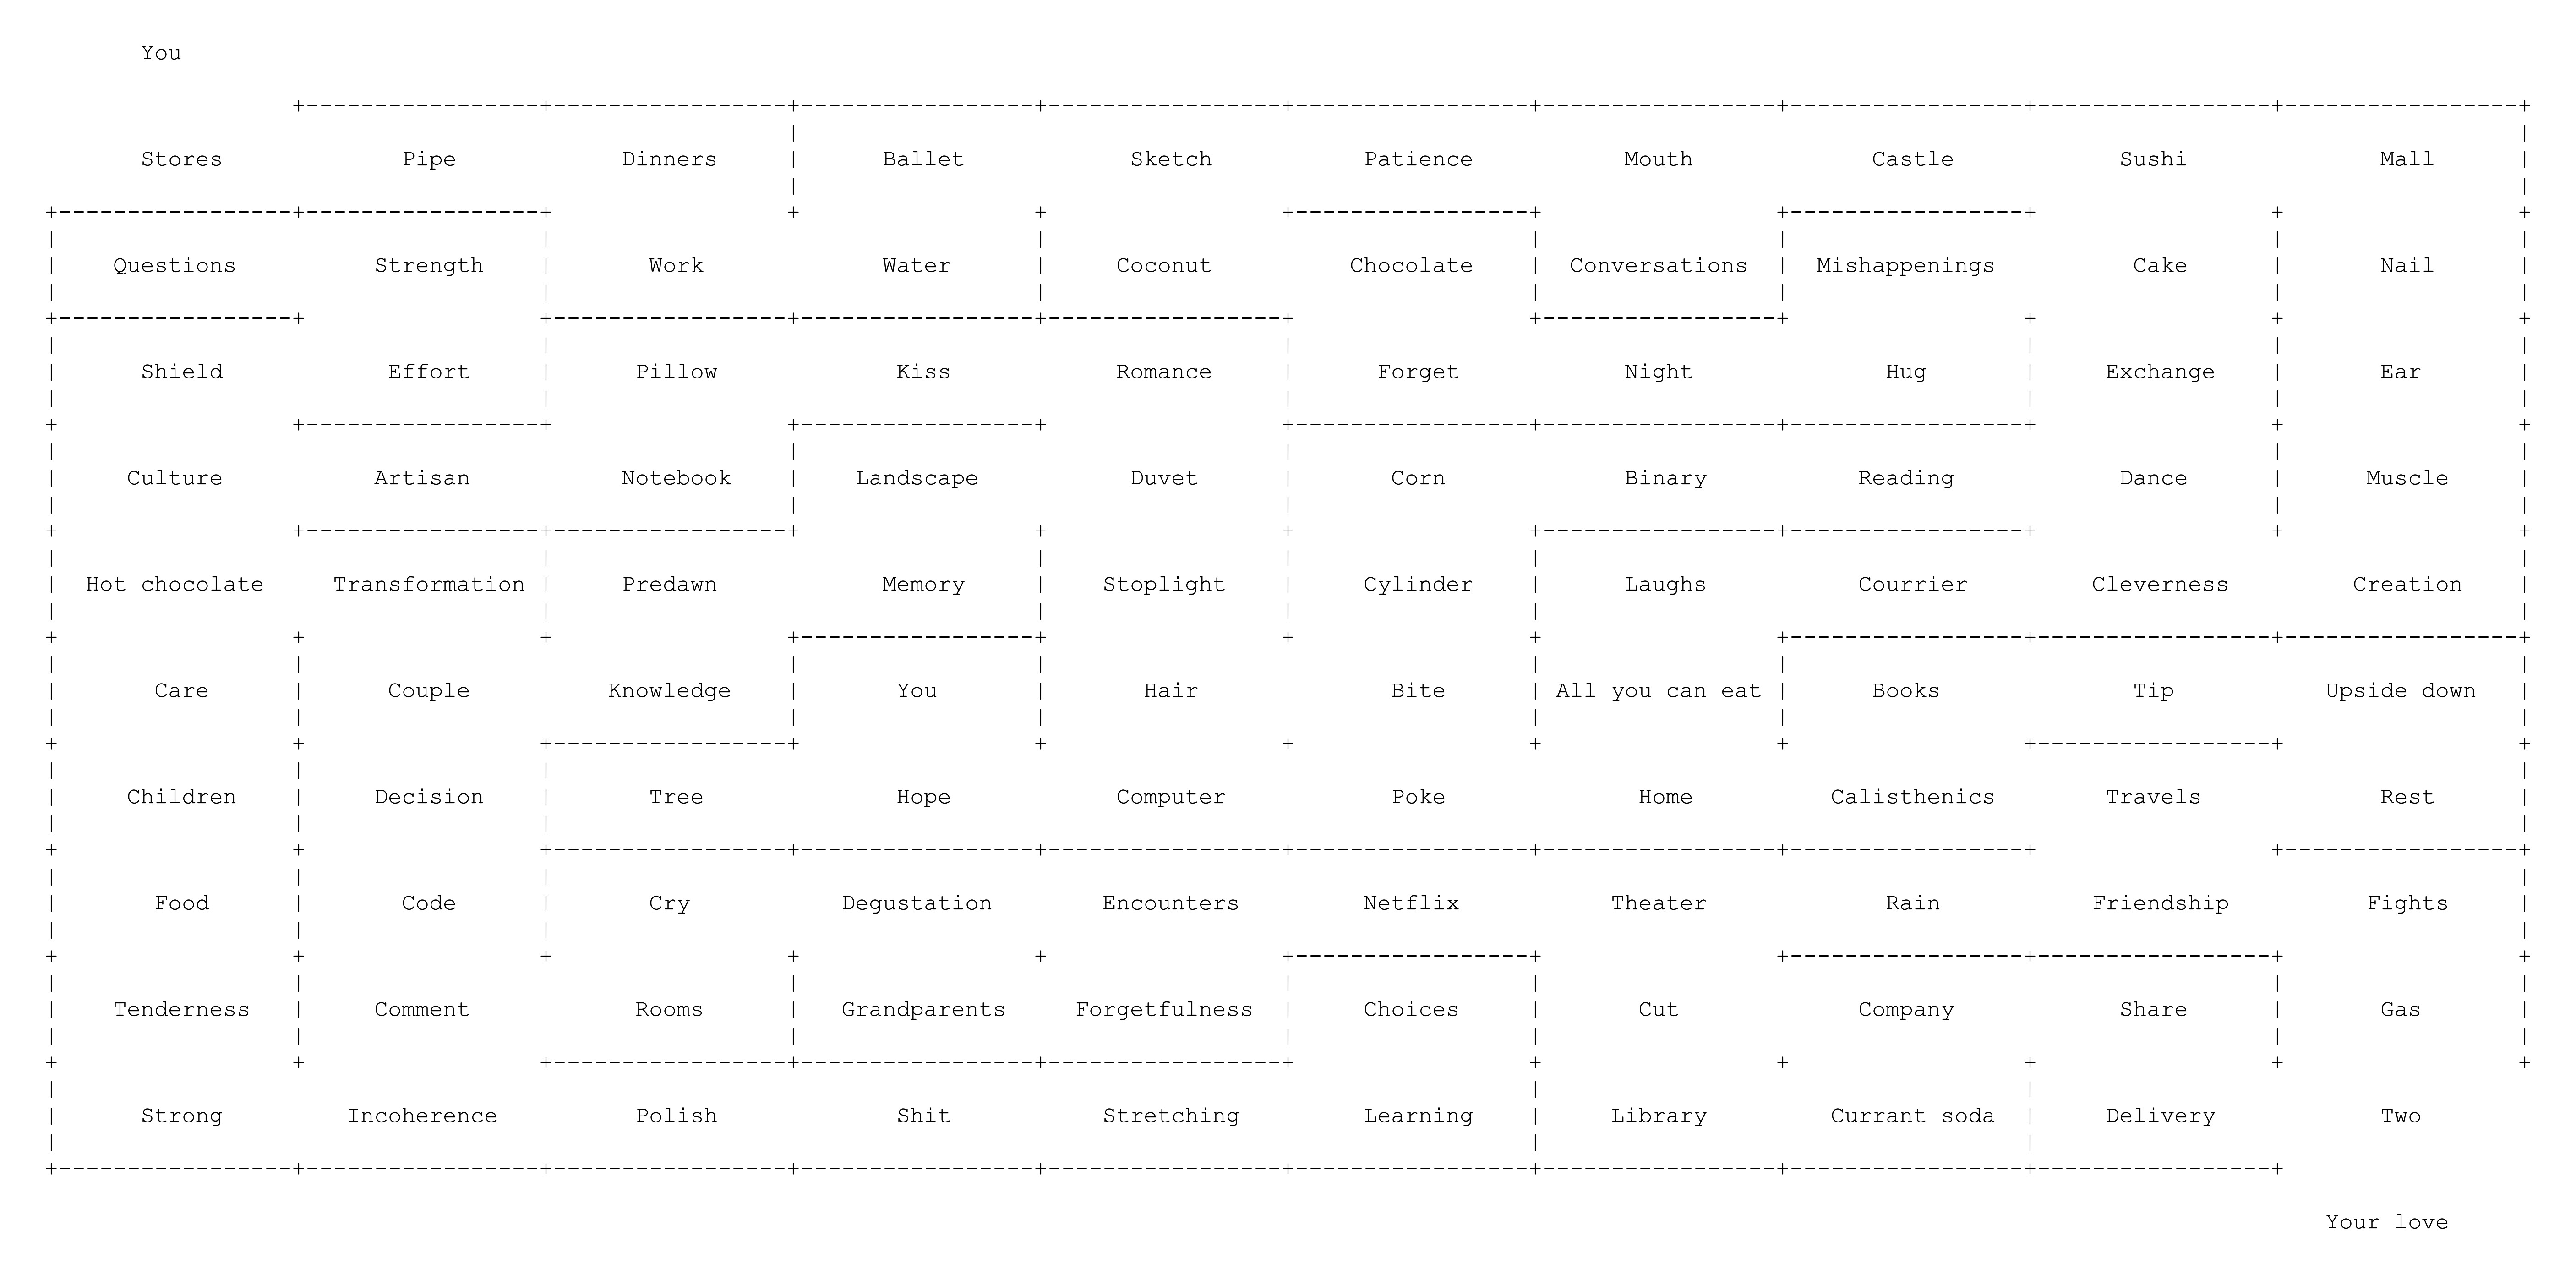 You
Stores Pipe Dinners Ballet Sketch Patience Mouth Castle Sushi Mall
Questions Strength Work Water Coconut Chocolate Conversations Mishappenings Cake Nail
Shield Effort Pillow Kiss Romance Forget Night Hug Exchange Ear
Culture Artisan Notebook Landscape Duvet Corn Binary Reading Dance Muscle
Hot chocolate Transformation Predawn Memory Stoplight Cylinder Laughs Courrier Cleverness Creation
Care Couple Knowledge You Hair Bite All you can eat Books Tip Upside down
Children Decision Tree Hope Computer Poke Home Calisthenics Travels Rest
Food Code Cry Degustation Encounters Netflix Theater Rain Friendship Fights
Tenderness Comment Rooms Grandparents Forgetfulness Choices Cut Company Share Gas
Strong Incoherence Polish Shit Stretching Learning Library Currant soda Delivery Two
Your love